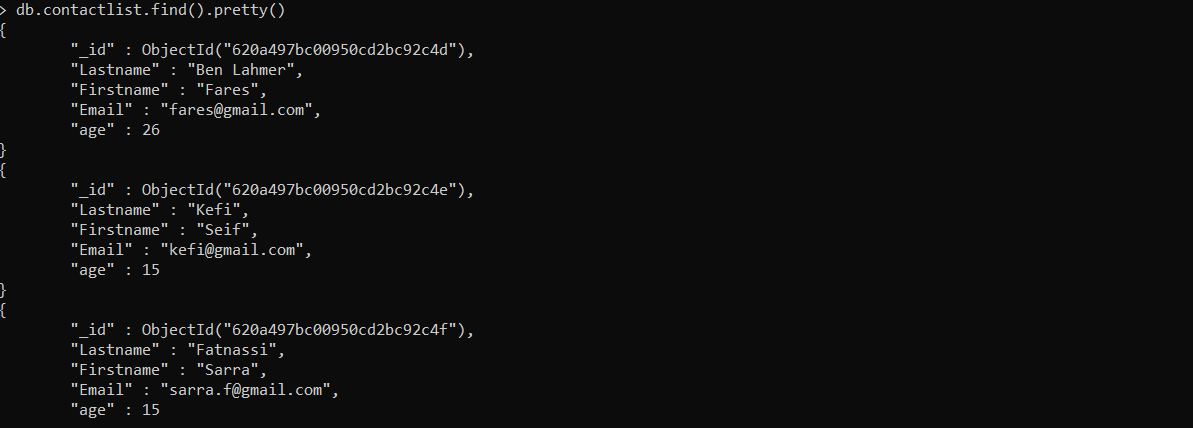 > db.contactlist.find().pretty()
{
"_id" : ObjectId("620a497bc00950cd2bc92c4d"),
"Lastname" : "Ben Lahmer",
"Firstname" : "Fares",
"Email" : "fares@gmail.com",
"age" : 26
}
{
"_id" : ObjectId("620a497bc00950cd2bc92c4e"),
"Lastname" : "Kefi",
"Firstname" : "Seif",
"Email" : "kefi@gmail.com",
"age" : 15
}
{
"_id" : ObjectId("620a497bc00950cd2bc92c4f"),
"Lastname" : "Fatnassi",
"Firstname" : "Sarra",
"Email" : "sarra.f@gmail.com",
"age" : 15